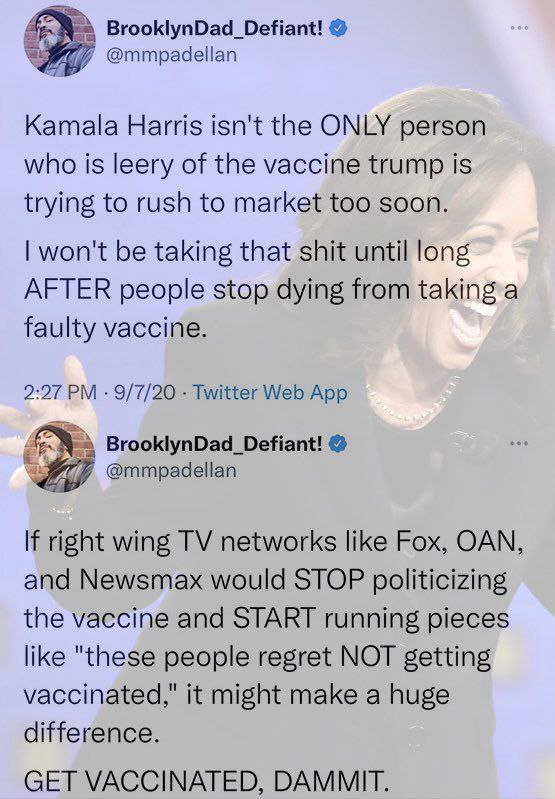 BrooklynDad_Defiant!
@mmpadellan
Kamala Harris isn't the ONLY person
who is leery of the vaccine trump is
trying to rush to market too soon.
I won't be taking that shit until long
AFTER people stop dying from taking a
faulty vaccine.
2:27 PM · 9/7/20 · Twitter Web App
BrooklynDad_Defiant!
@mmpadellan
If right wing TV networks like Fox, OAN,
and Newsmax would STOP politicizing
the vaccine and START running pieces
like "these people regret NOT getting
vaccinated," it might make a huge
difference.
GET VACCINATED, DAMMIT.